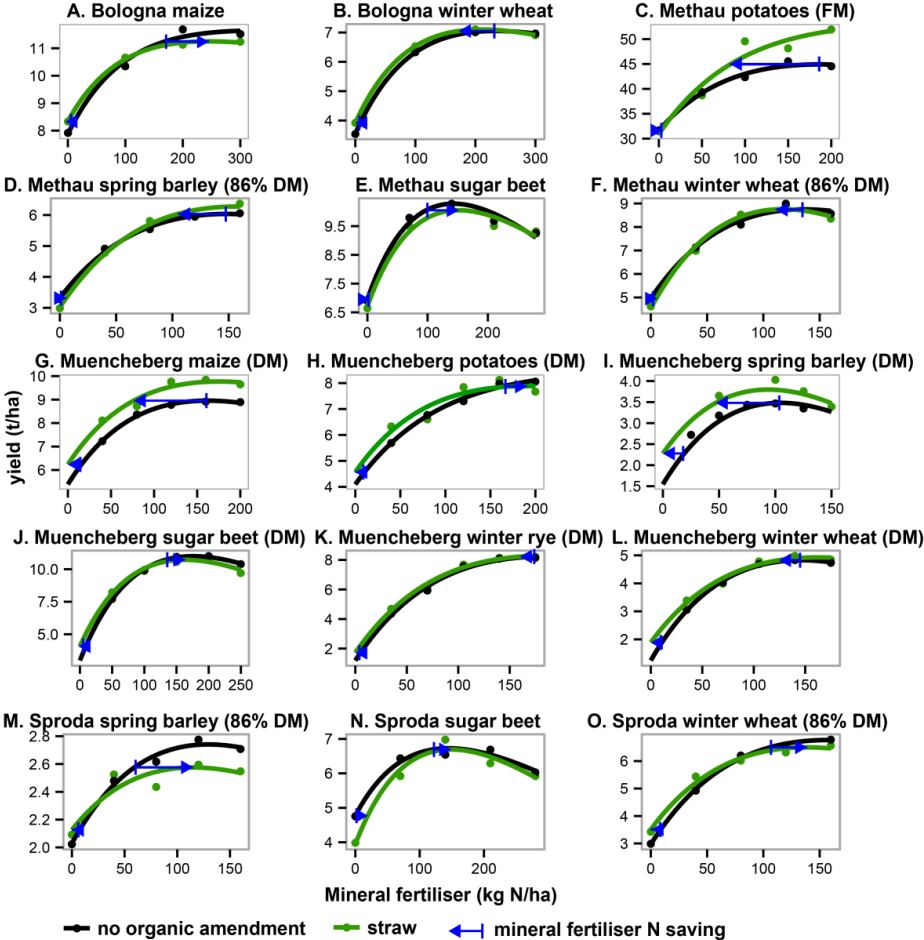 A. Bologna maize
B. Bologna winter wheat
C. Methau potatoes (FM)
11
10
9
8
0 100 200 300
7
6
5
4
0 100 200 300
50
45
40
35
30
0 50 100 150 200
D. Methau spring barley (86% DM)
E. Methau sugar beet
F. Methau winter wheat (86% DM)
6
5
4
3
0 50 100 150
9.5
8.5
7.5
6.5
0 100 200
9
8
7
6
5
0 50 100 150
G. Muencheberg maize (DM)
H. Muencheberg potatoes (DM)
I. Muencheberg spring barley (DM)
10
9
8
7
6
0 50 100 150 200
8
7
6
5
4
0 50 100 150 200
4.0
3.5
3.0
2.5
2.0
1.5
0 50 100 150
yield (t/ha)
J. Muencheberg sugar beet (DM)
K. Muencheberg winter rye (DM)
L. Muencheberg winter wheat (DM)
10.0
7.5
5.0
0 50 100 150 200 250
8
6
4
2
0 50 100 150
5
4
3
2
0 50 100 150
M. Sproda spring barley (86% DM)
N. Sproda sugar beet
O. Sproda winter wheat (86% DM)
2.8
2.6
2.4
2.2
2.0
0 50 100 150
7
6
5
4
0 100 200
6
5
4
3
0 50 100 150
Mineral fertiliser (kg N/ha)
no organic amendment straw mineral fertiliser N saving